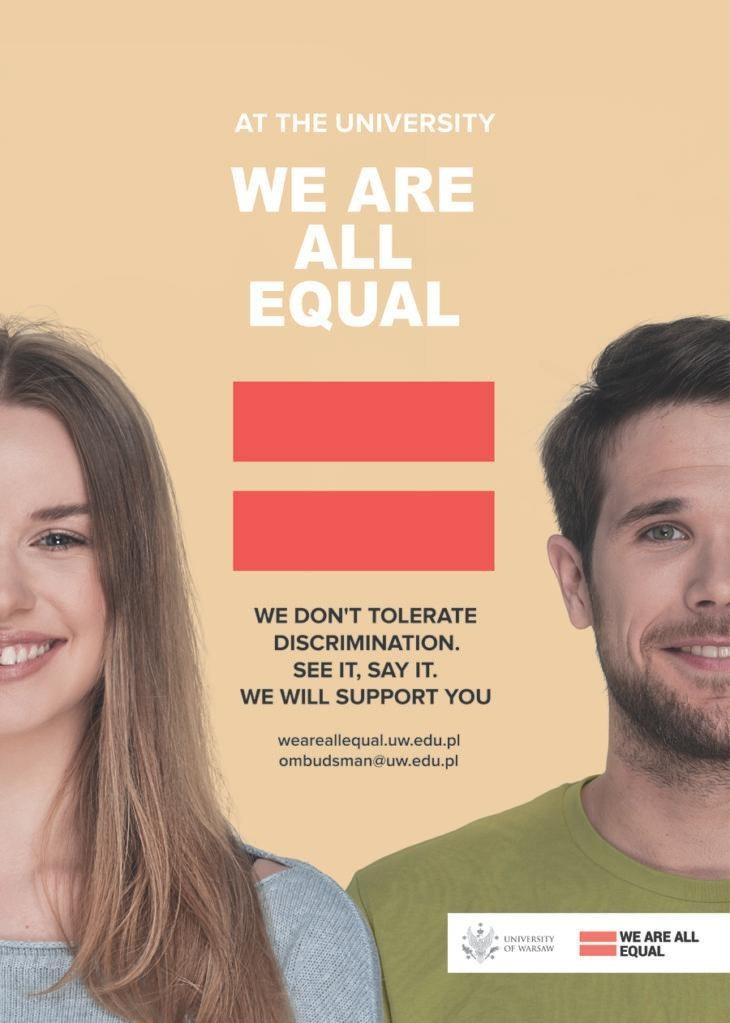 AT THE UNIVERSITY
WE ARE
ALL
EQUAL
WE DON'T TOLERATE
DISCRIMINATION.
SEE IT, SAY IT.
WE WILL SUPPORT YOU
weareallequal.uw.edu.pl
ombudsman@uw.edu.pl
UNIVERSITY
OF WARSAW
WE ARE ALL
EQUAL